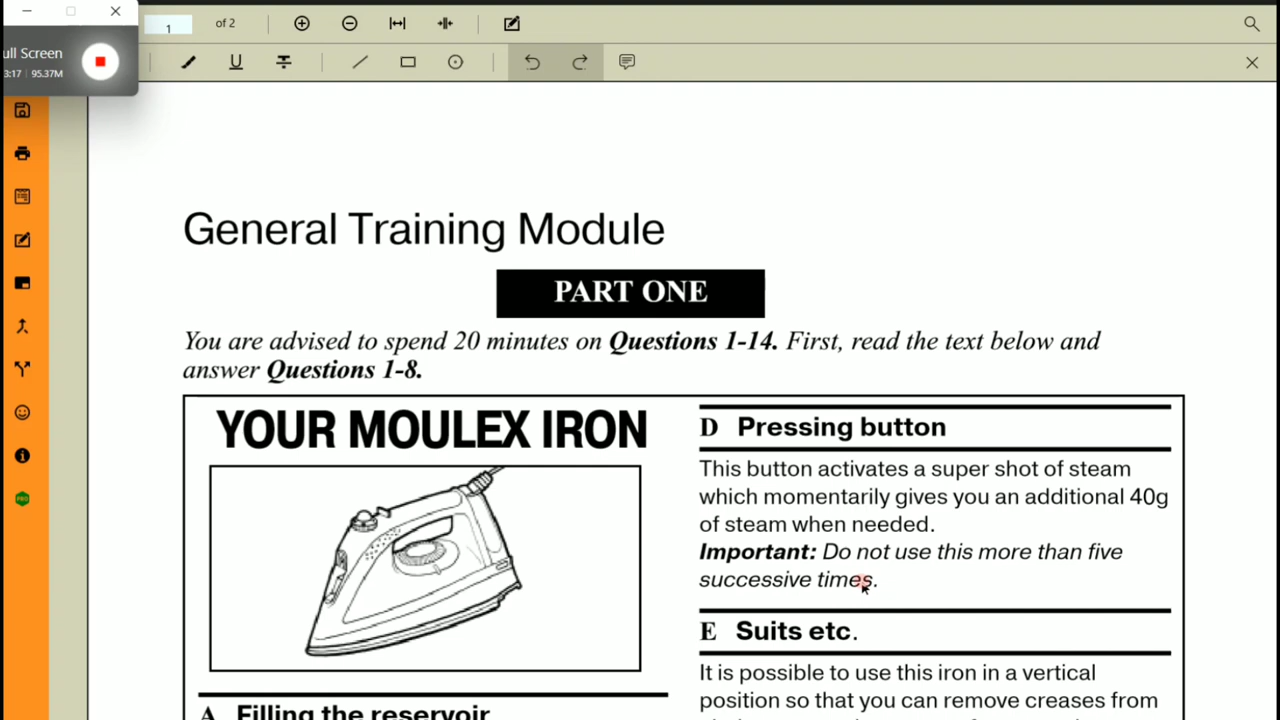 1
of 2
ull Screen
3:17 | 95.37M
General Training Module
PART ONE
You are advised to spend 20 minutes on Questions 1-14. First, read the text below and
answer Questions 1-8.
YOUR MOULEX IRON
A Filling the reservoir
D Pressing button
This button activates a super shot of steam
which momentarily gives you an additional 40g
of steam when needed.
Important: Do not use this more than five
successive times.
E Suits etc.
It is possible to use this iron in a vertical
position so that you can remove creases from
PRO